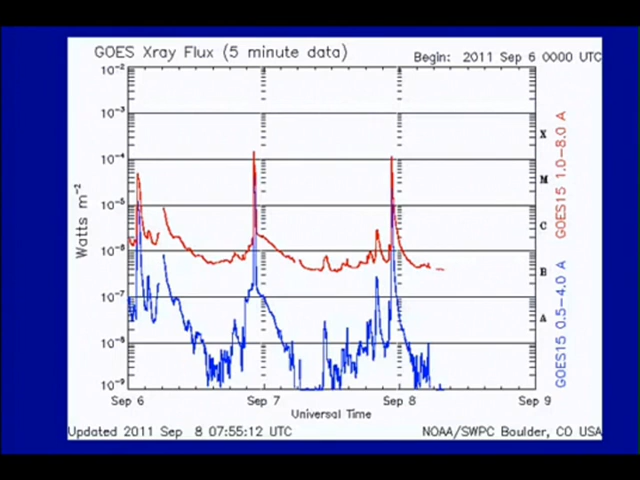 GOES Xray Flux (5 minute data)
Begin: 2011 Sep 6 0000 UTC
10⁻²
10⁻³
10⁻⁴
10⁻⁵
10⁻⁶
10⁻⁷
10⁻⁸
10⁻⁹
Watts m⁻²
X
M
C
B
A
GOES15 1.0-8.0 A
GOES15 0.5-4.0 A
Sep 6
Sep 7
Sep 8
Sep 9
Universal Time
Updated 2011 Sep 8 07:55:12 UTC
NOAA/SWPC Boulder, CO USA